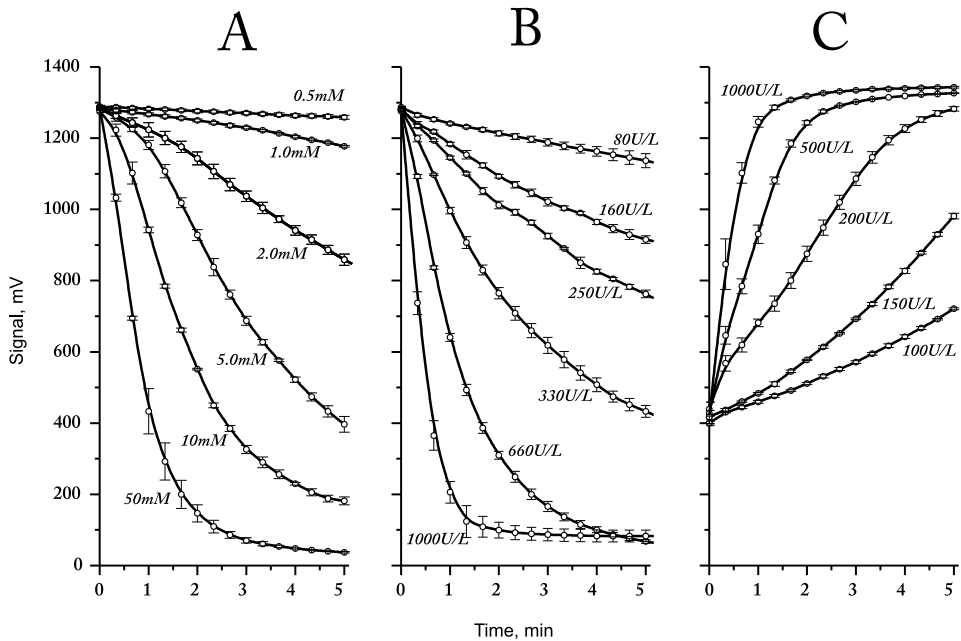 A
B
C
1400
1200
1000
800
600
400
200
0
Signal, mV
0.5mM
1.0mM
2.0mM
5.0mM
10mM
50mM
80U/L
160U/L
250U/L
330U/L
660U/L
1000U/L
1000U/L
500U/L
200U/L
150U/L
100U/L
0 1 2 3 4 5
0 1 2 3 4 5
0 1 2 3 4 5
Time, min